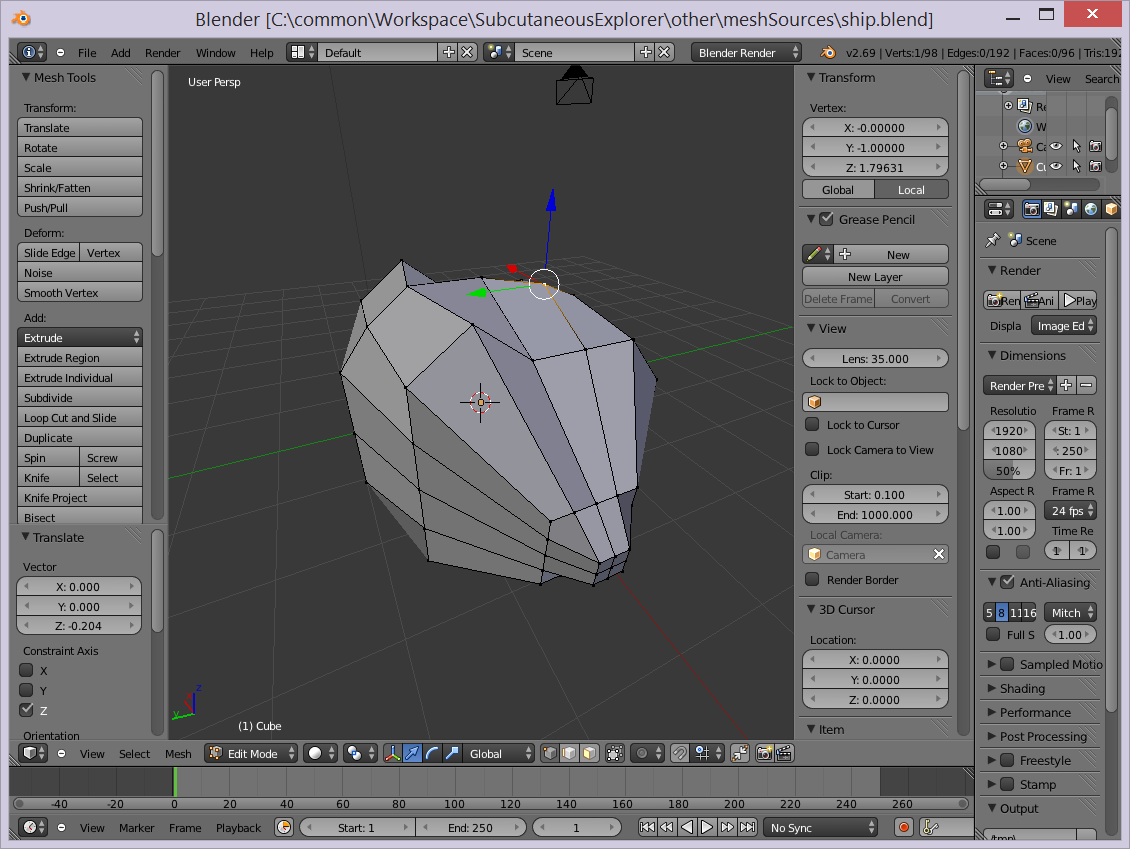 Blender [C:\common\Workspace\SubcutaneousExplorer\other\meshSources\ship.blend]
File Add Render Window Help Default Scene Blender Render v2.69 | Verts:1/98 | Edges:0/192 | Faces:0/96 | Tris:192
Mesh Tools
Transform:
Translate
Rotate
Scale
Shrink/Fatten
Push/Pull
Deform:
Slide Edge Vertex
Noise
Smooth Vertex
Add:
Extrude
Extrude Region
Extrude Individual
Subdivide
Loop Cut and Slide
Duplicate
Spin Screw
Knife Select
Knife Project
Bisect
Translate
Vector
X: 0.000
Y: 0.000
Z: -0.204
Constraint Axis
X
Y
Z
Orientation
User Persp
z
y
(1) Cube
Transform
Vertex:
X: -0.00000
Y: -1.00000
Z: 1.79631
Global Local
Grease Pencil
New
New Layer
Delete Frame Convert
View
Lens: 35.000
Lock to Object:
Lock to Cursor
Lock Camera to View
Clip:
Start: 0.100
End: 1000.000
Local Camera:
Camera
Render Border
3D Cursor
Location:
X: 0.0000
Y: 0.0000
Z: 0.0000
Item
View Search
Re
W
Ca
Cu
Scene
Render
Ren Ani Play
Displa Image Ed
Dimensions
Render Pre
Resolutio Frame R
1920 St: 1
1080 : 250
50% Fr: 1
Aspect R Frame R
1.00 24 fps
1.00 Time Re
1 1
Anti-Aliasing
5 8 11 16 Mitch
Full S 1.00
Sampled Motio
Shading
Performance
Post Processing
Freestyle
Stamp
Output
/tmp\
View Select Mesh Edit Mode Global
-40 -20 0 20 40 60 80 100 120 140 160 180 200 220 240 260
View Marker Frame Playback Start: 1 End: 250 1 No Sync